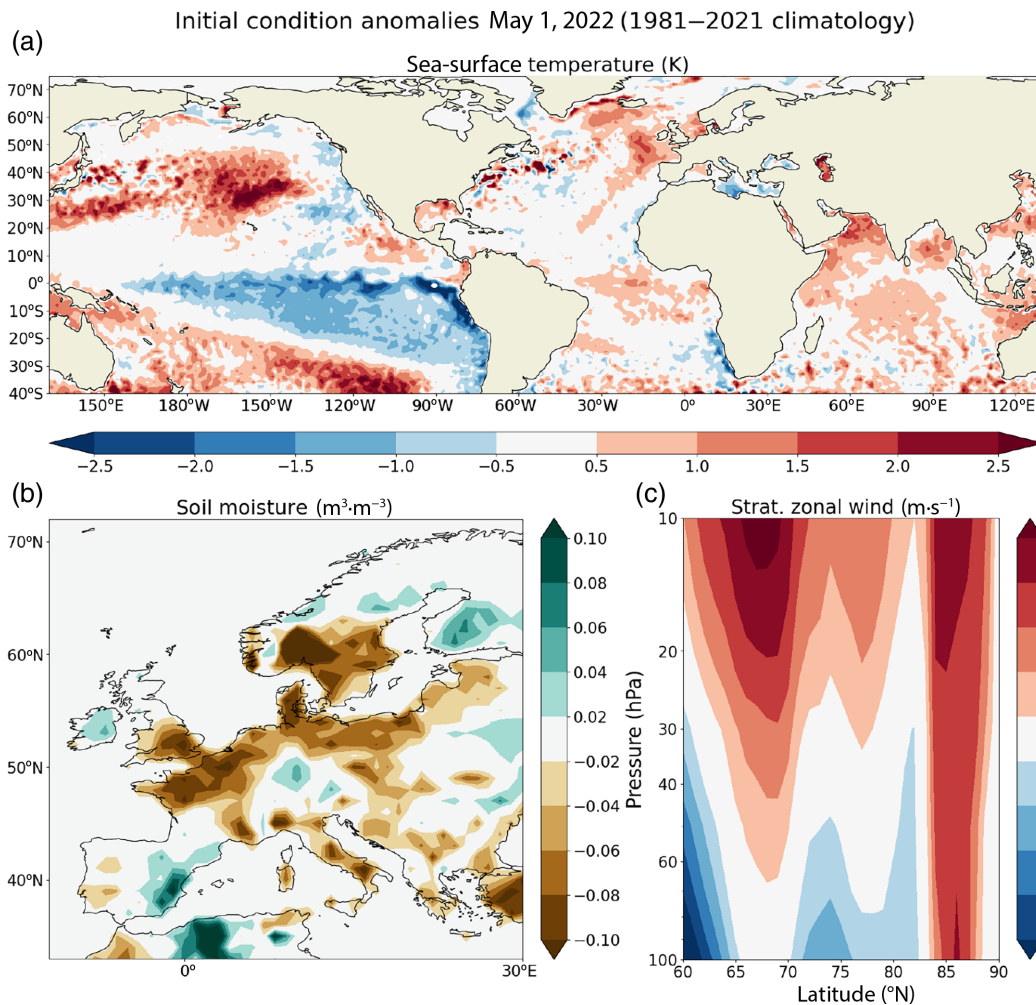 Initial condition anomalies May 1, 2022 (1981−2021 climatology)
(a)
Sea-surface temperature (K)
70°N
60°N
50°N
40°N
30°N
20°N
10°N
0°
10°S
20°S
30°S
40°S
150°E 180°W 150°W 120°W 90°W 60°W 30°W 0° 30°E 60°E 90°E 120°E
−2.5 −2.0 −1.5 −1.0 −0.5 0.5 1.0 1.5 2.0 2.5
(b)
Soil moisture (m³·m⁻³)
70°N
60°N
50°N
40°N
0° 30°E
0.10
0.08
0.06
0.04
0.02
−0.02
−0.04
−0.06
−0.08
−0.10
(c)
Strat. zonal wind (m·s⁻¹)
Pressure (hPa)
10
20
30
40
60
100
60 65 70 75 80 85 90
Latitude (°N)